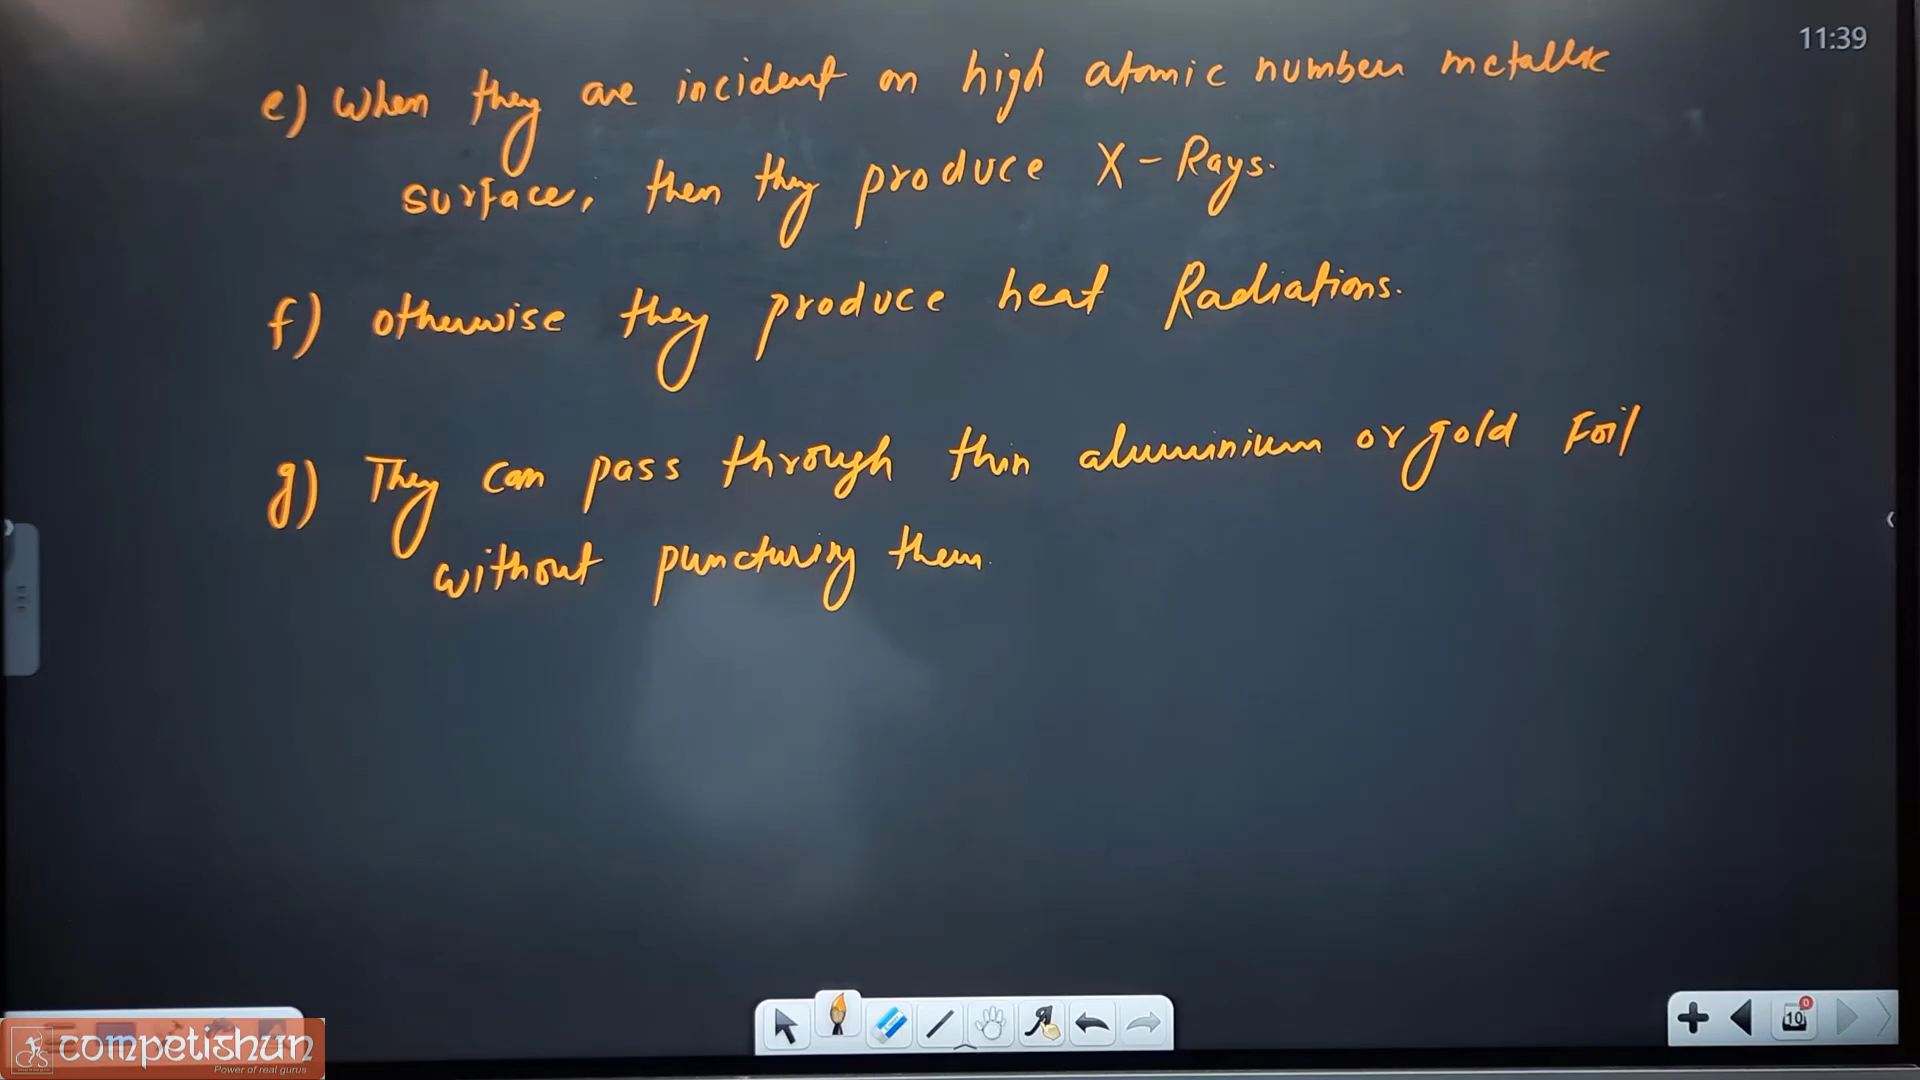 11:39
e) When they are incident on high atomic number metallic
surface, then they produce X-Rays.
f) otherwise they produce heat Radiations.
g) They can pass through thin aluminium or gold Foil
without puncturing them.
10
0
competishun
Power of real gurus